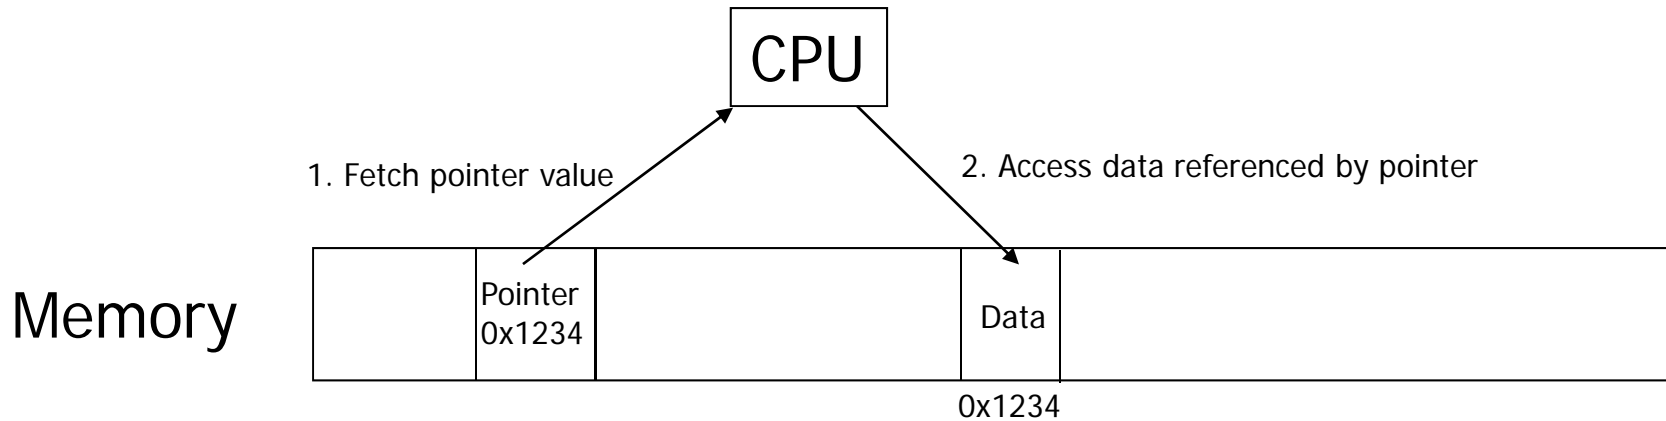 CPU
1. Fetch pointer value
2. Access data referenced by pointer
Memory
Pointer
0x1234
Data
0x1234